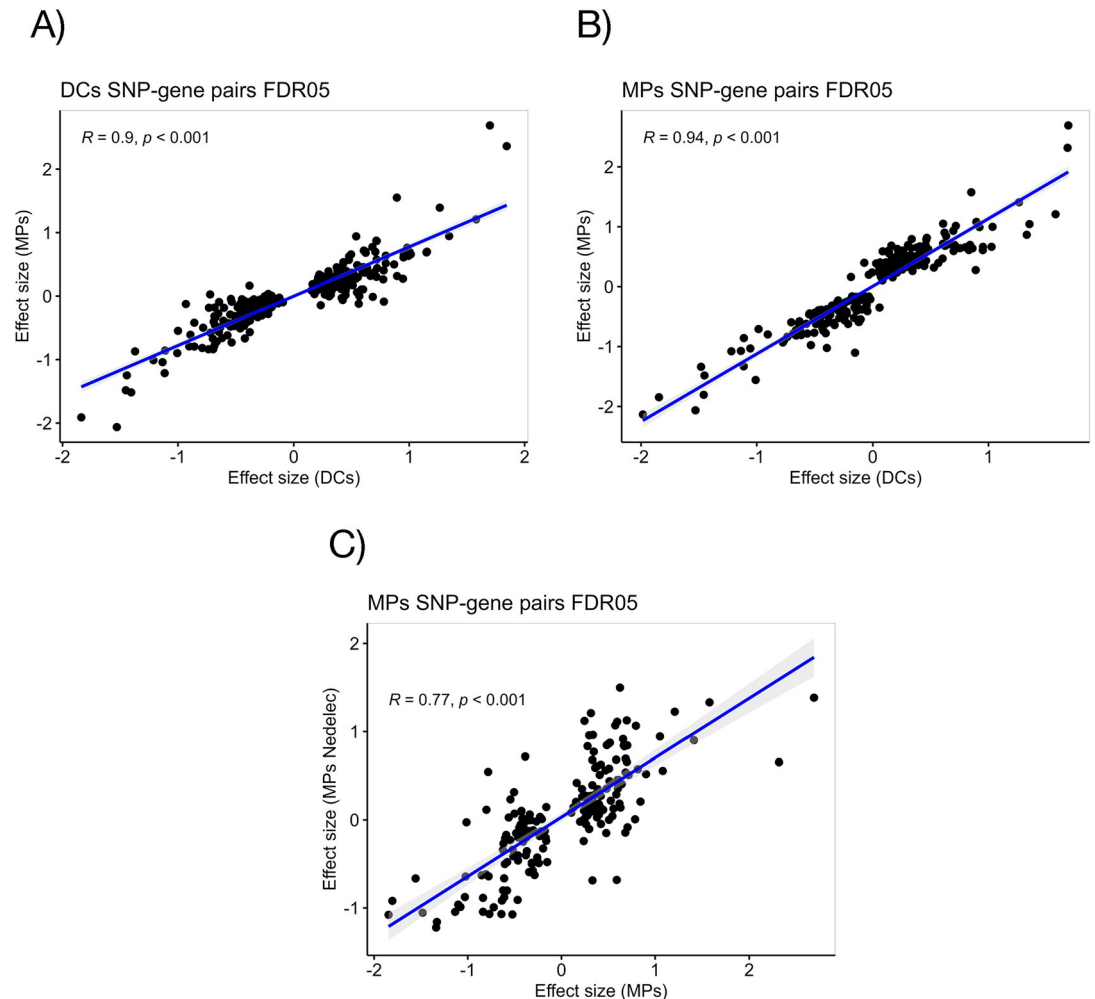 A)
DCs SNP-gene pairs FDR05
R = 0.9, p < 0.001
Effect size (MPs)
2
1
0
-1
-2
-2 -1 0 1 2
Effect size (DCs)
B)
MPs SNP-gene pairs FDR05
R = 0.94, p < 0.001
Effect size (MPs)
2
1
0
-1
-2
-2 -1 0 1
Effect size (DCs)
C)
MPs SNP-gene pairs FDR05
R = 0.77, p < 0.001
Effect size (MPs Nedelec)
2
1
0
-1
-2 -1 0 1 2
Effect size (MPs)